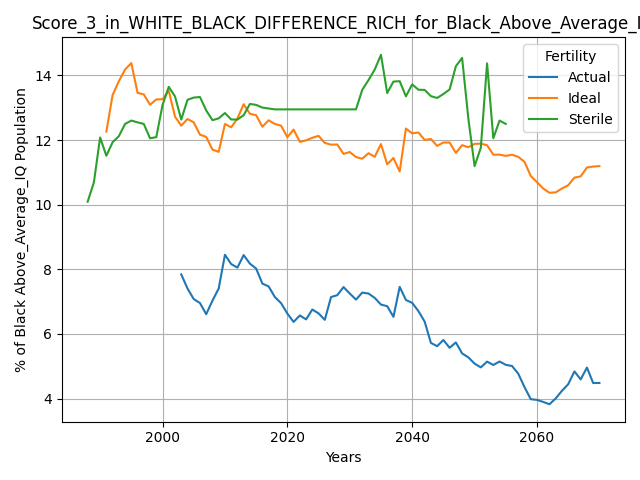 Score_3_in_WHITE_BLACK_DIFFERENCE_RICH_for_Black_Above_Average_I
Fertility
Actual
Ideal
Sterile
% of Black Above_Average_IQ Population
14
12
10
8
6
4
2000
2020
2040
2060
Years